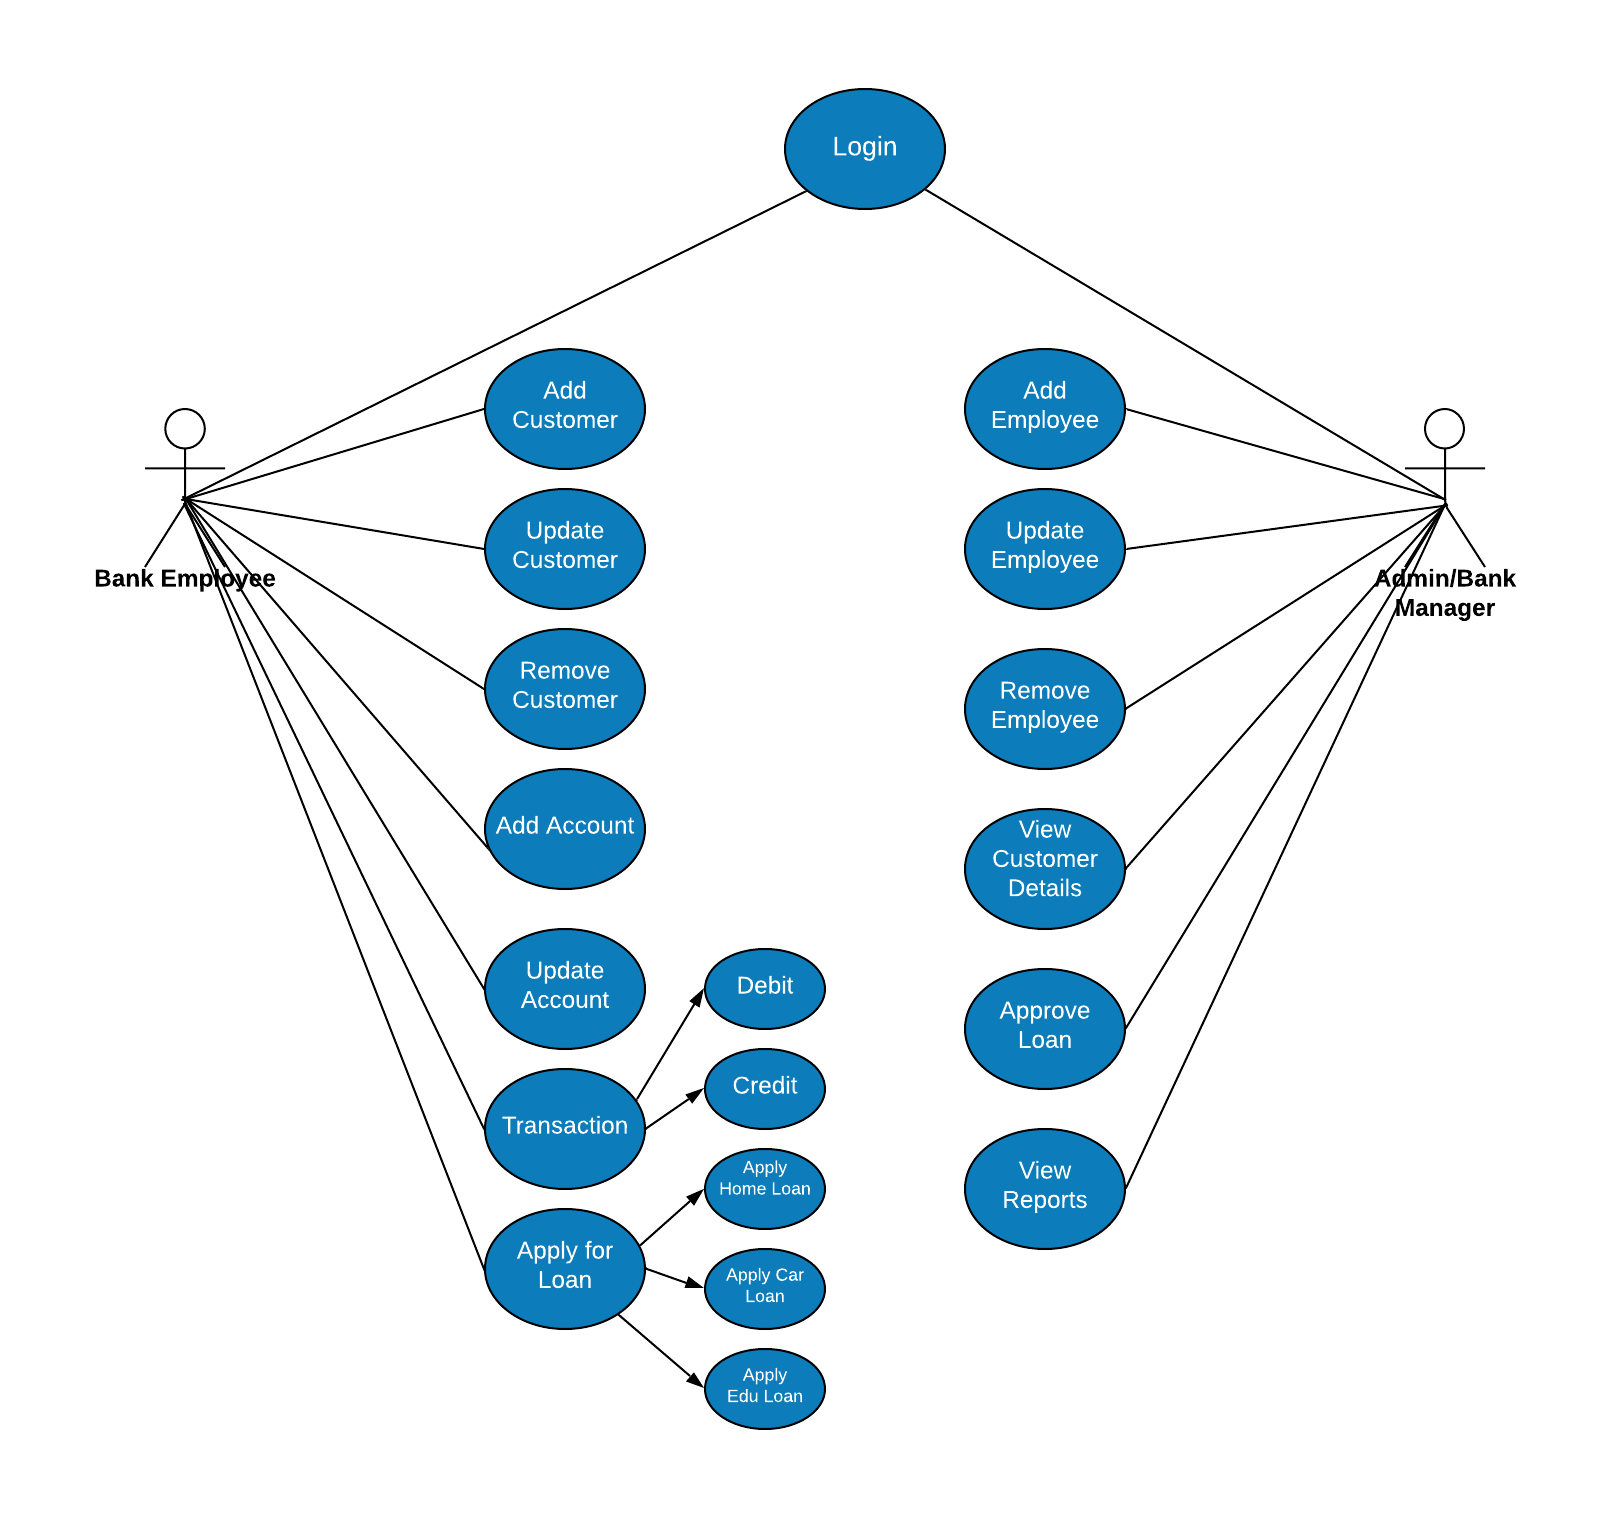 Login
Add
Customer
Add
Employee
Update
Customer
Update
Employee
Bank Employee
Admin/Bank
Manager
Remove
Customer
Remove
Employee
Add Account
View
Customer
Details
Update
Account
Debit
Approve
Loan
Credit
Transaction
Apply
Home Loan
View
Reports
Apply for
Loan
Apply Car
Loan
Apply
Edu Loan